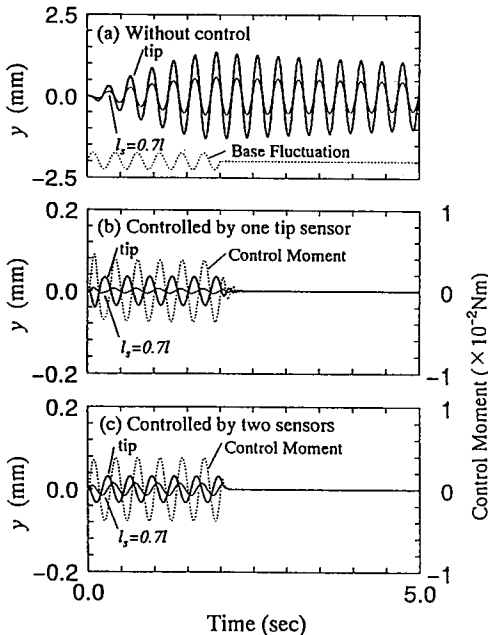 (a) Without control
tip
l_s=0.7l
Base Fluctuation
2.5
0.0
−2.5
y (mm)
(b) Controlled by one tip sensor
tip
Control Moment
l_s=0.7l
0.2
0.0
−0.2
y (mm)
1
0
−1
(c) Controlled by two sensors
tip
Control Moment
l_s=0.7l
0.2
0.0
−0.2
y (mm)
1
0
−1
Control Moment (×10⁻²Nm)
0.0
5.0
Time (sec)